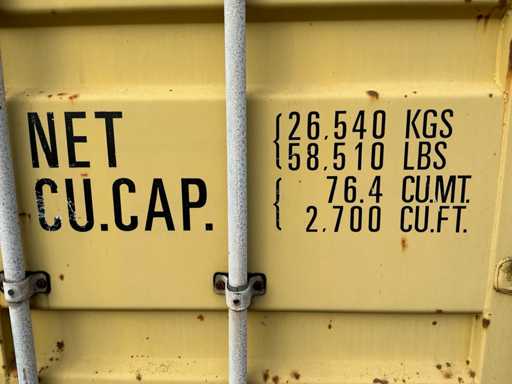 NET 26,540 KGS
58,510 LBS
CU.CAP. 76.4 CU.MT.
2,700 CU.FT.